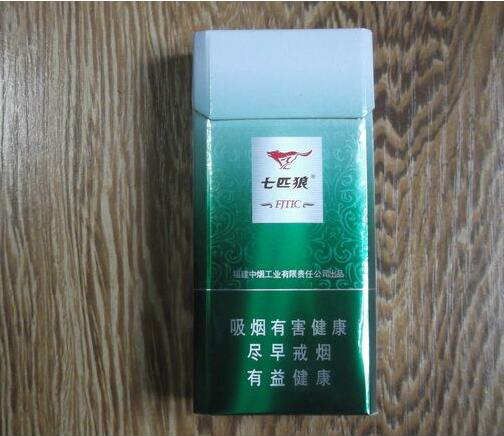 七匹狼
FJTIC
福建中烟工业有限责任公司出品
吸烟有害健康
尽早戒烟
有益健康